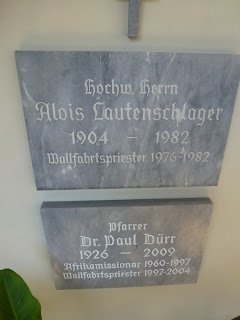 Hochw. Herrn
Alois Lautenschlager
1904 – 1982
Wallfahrtspriester 1976-1982
Pfarrer
Dr. Paul Dürr
1926 – 2009
Afrikamissionar 1960-1997
Wallfahrtspriester 1997-2004